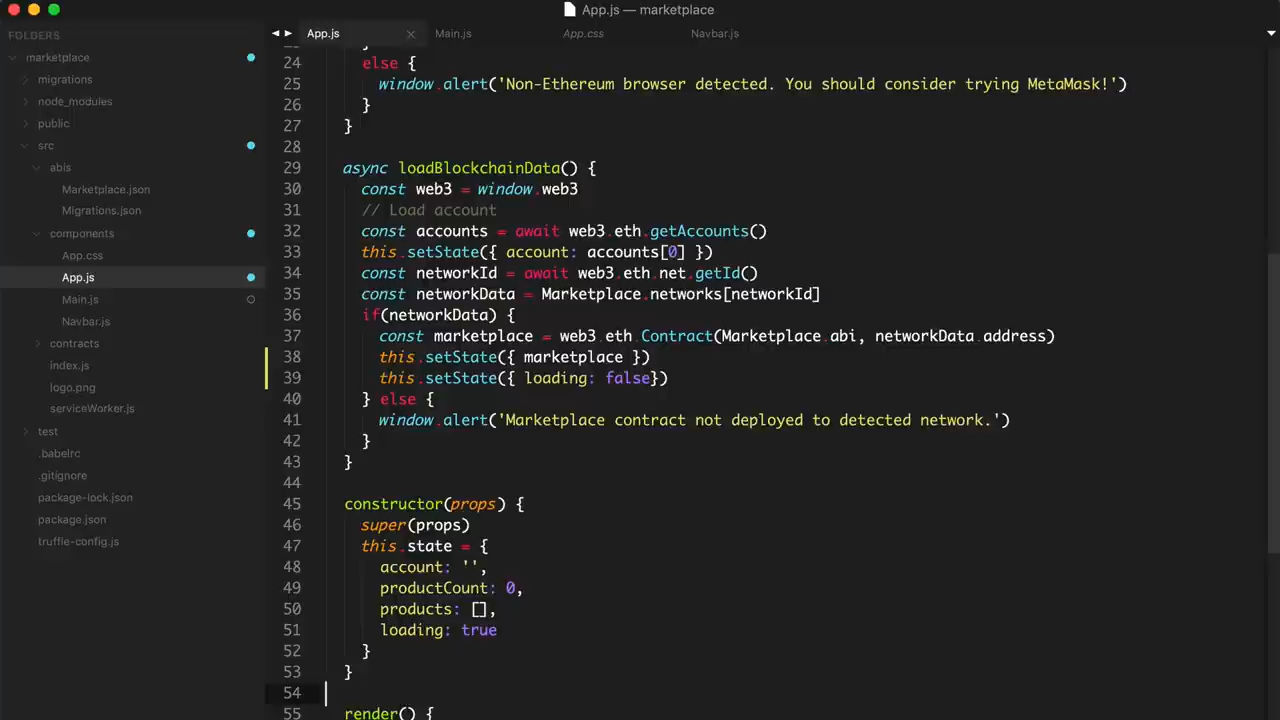 App.js — marketplace
FOLDERS
marketplace
migrations
node_modules
public
src
abis
Marketplace.json
Migrations.json
components
App.css
App.js
Main.js
Navbar.js
contracts
index.js
logo.png
serviceWorker.js
test
.babelrc
.gitignore
package-lock.json
package.json
truffle-config.js
App.js
Main.js
App.css
Navbar.js
24 else {
25 window.alert('Non-Ethereum browser detected. You should consider trying MetaMask!')
26 }
27 }
28
29 async loadBlockchainData() {
30 const web3 = window.web3
31 // Load account
32 const accounts = await web3.eth.getAccounts()
33 this.setState({ account: accounts[0] })
34 const networkId = await web3.eth.net.getId()
35 const networkData = Marketplace.networks[networkId]
36 if(networkData) {
37 const marketplace = web3.eth.Contract(Marketplace.abi, networkData.address)
38 this.setState({ marketplace })
39 this.setState({ loading: false})
40 } else {
41 window.alert('Marketplace contract not deployed to detected network.')
42 }
43 }
44
45 constructor(props) {
46 super(props)
47 this.state = {
48 account: '',
49 productCount: 0,
50 products: [],
51 loading: true
52 }
53 }
54
55 render() {